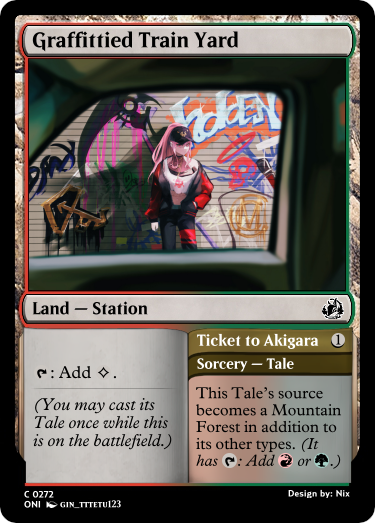 Graffittied Train Yard
HODDEN
Land — Station
: Add .
(You may cast its
Tale once while this
is on the battlefield.)
Ticket to Akigara 1
Sorcery — Tale
This Tale's source
becomes a Mountain
Forest in addition to
its other types. (It
has : Add or .)
C 0272
ONI GIN_TTTETU123
Design by: Nix